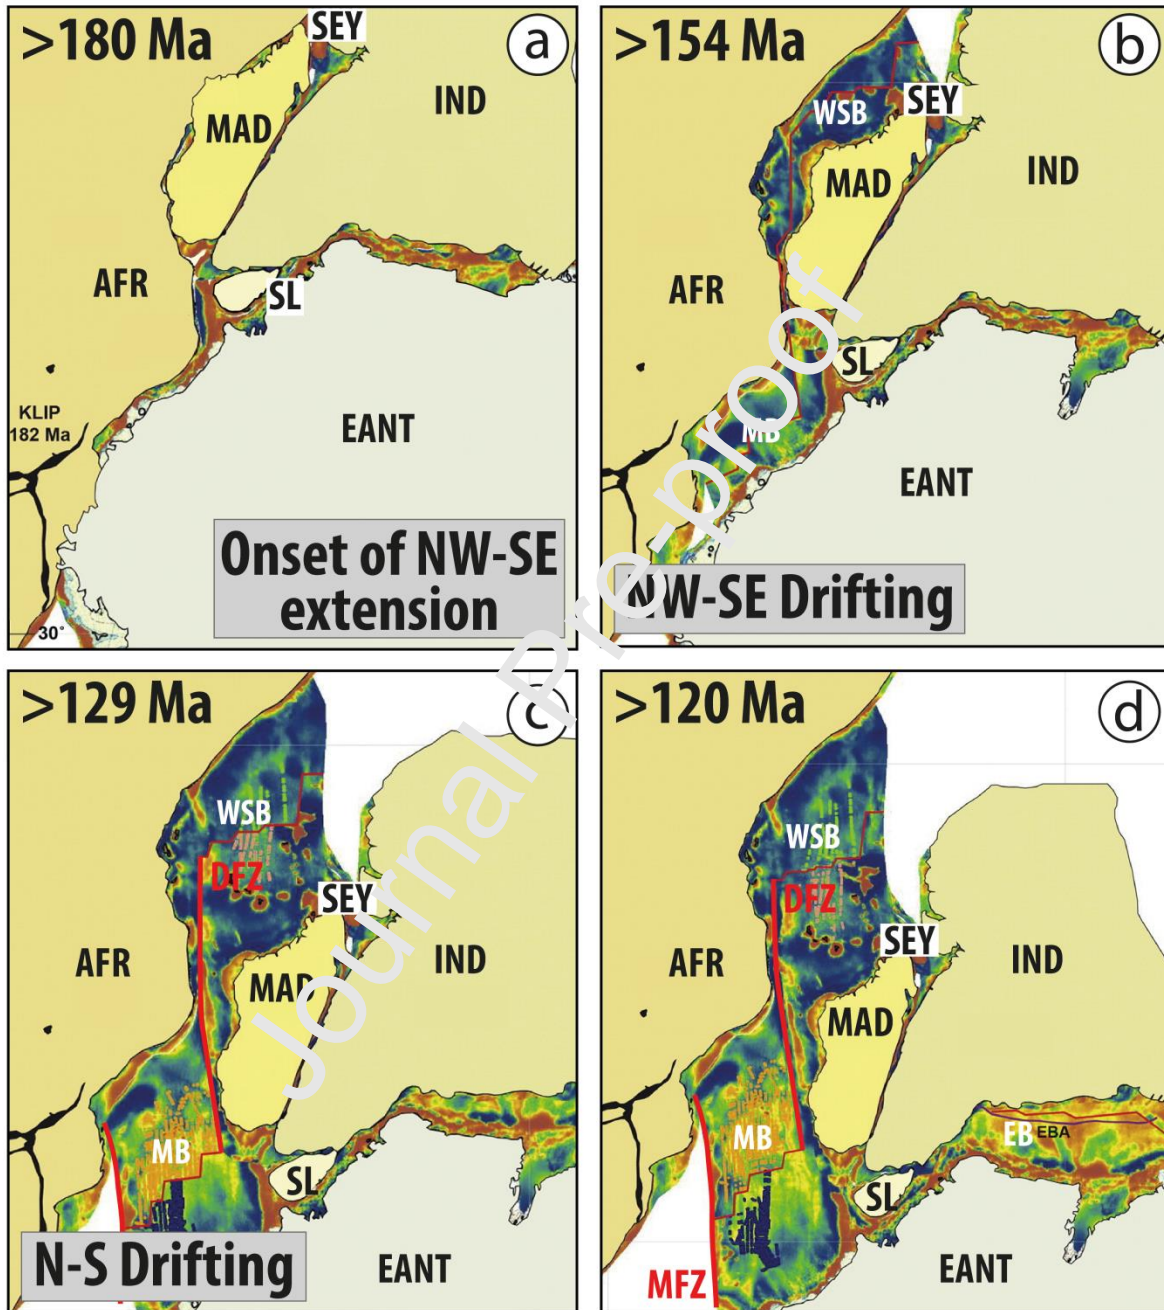 >180 Ma
SEY
a
MAD
IND
AFR
SL
KLIP
182 Ma
EANT
Onset of NW-SE
extension
30°
>154 Ma
b
WSB
SEY
MAD
IND
AFR
SL
MB
EANT
NW-SE Drifting
>129 Ma
c
WSB
DFZ
SEY
AFR
IND
MAD
MB
SL
N-S Drifting
EANT
>120 Ma
d
WSB
DFZ
SEY
AFR
IND
MAD
MB
EB
EBA
SL
MFZ
EANT
Journal Pre-proof